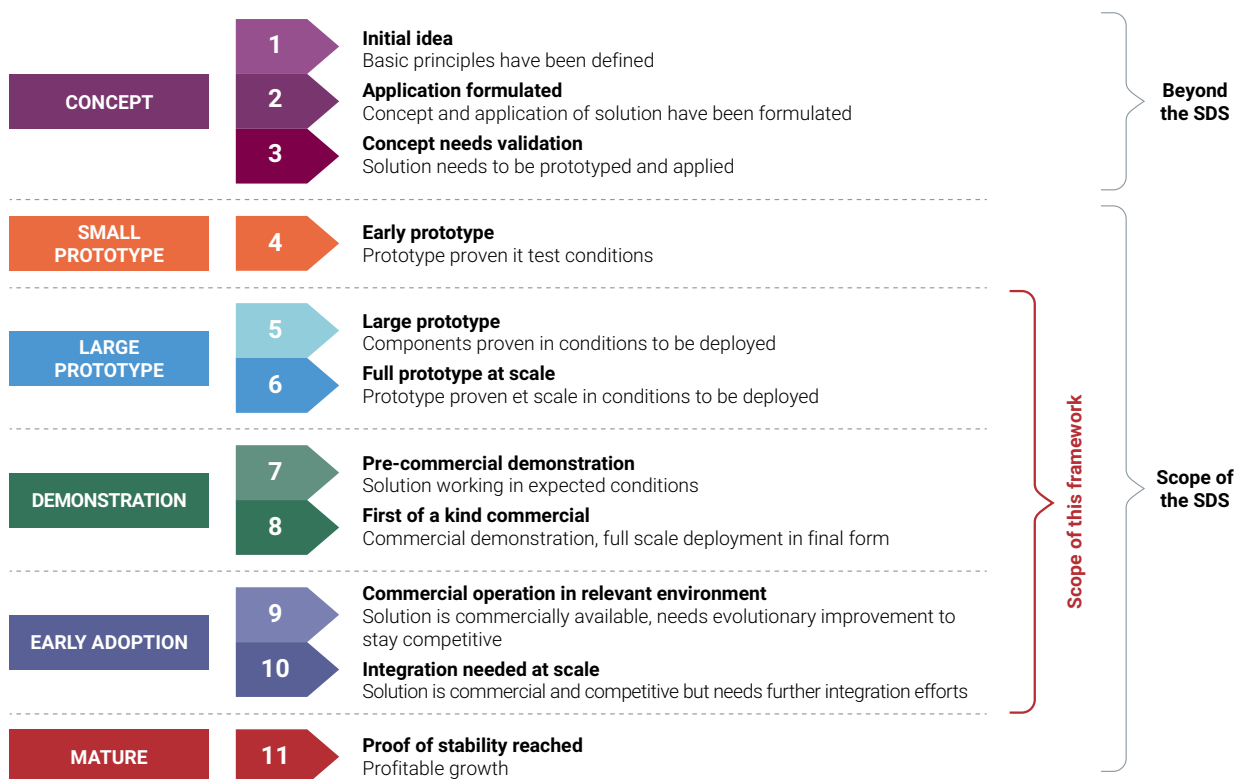 CONCEPT
1
Initial idea
Basic principles have been defined
2
Application formulated
Concept and application of solution have been formulated
3
Concept needs validation
Solution needs to be prototyped and applied
Beyond
the SDS
SMALL
PROTOTYPE
4
Early prototype
Prototype proven it test conditions
LARGE
PROTOTYPE
5
Large prototype
Components proven in conditions to be deployed
6
Full prototype at scale
Prototype proven et scale in conditions to be deployed
DEMONSTRATION
7
Pre-commercial demonstration
Solution working in expected conditions
8
First of a kind commercial
Commercial demonstration, full scale deployment in final form
EARLY ADOPTION
9
Commercial operation in relevant environment
Solution is commercially available, needs evolutionary improvement to
stay competitive
10
Integration needed at scale
Solution is commercial and competitive but needs further integration efforts
MATURE
11
Proof of stability reached
Profitable growth
Scope of this framework
Scope of
the SDS